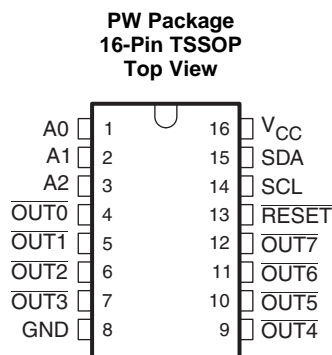 PW Package
16-Pin TSSOP
Top View
A0 1 16 VCC
A1 2 15 SDA
A2 3 14 SCL
OUT0 4 13 RESET
OUT1 5 12 OUT7
OUT2 6 11 OUT6
OUT3 7 10 OUT5
GND 8 9 OUT4